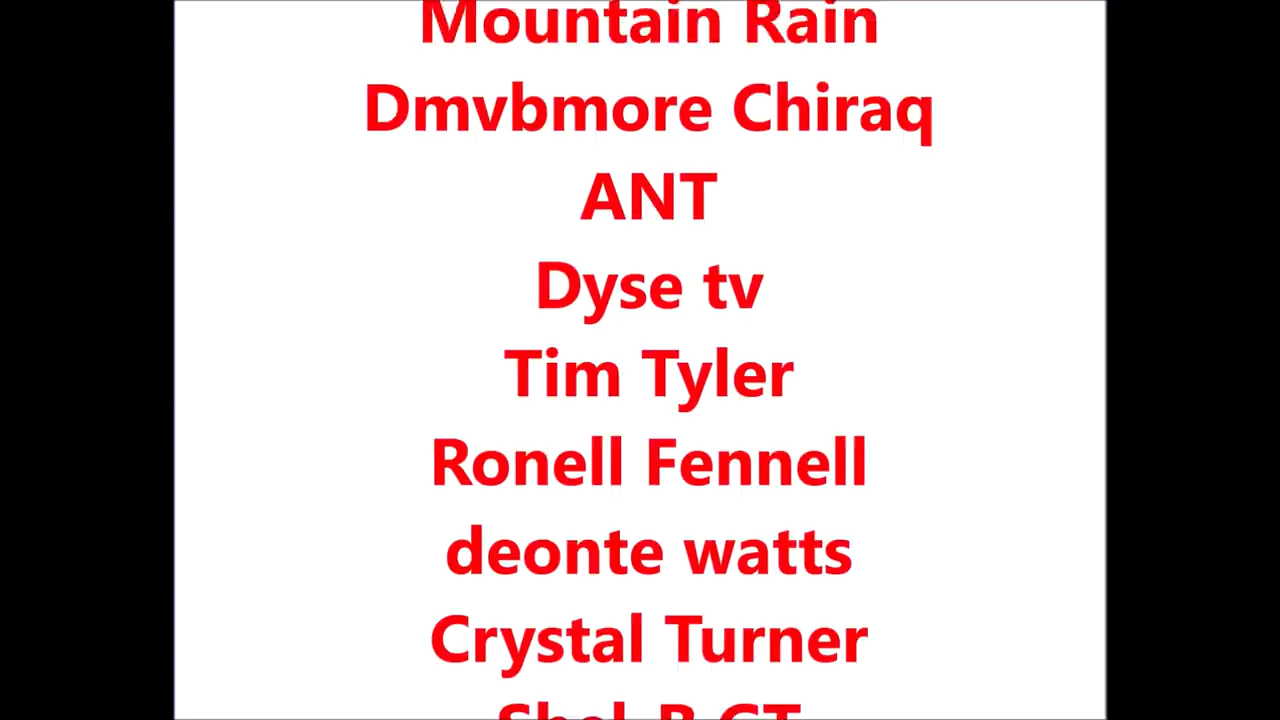 Mountain Rain
Dmvbmore Chiraq
ANT
Dyse tv
Tim Tyler
Ronell Fennell
deonte watts
Crystal Turner